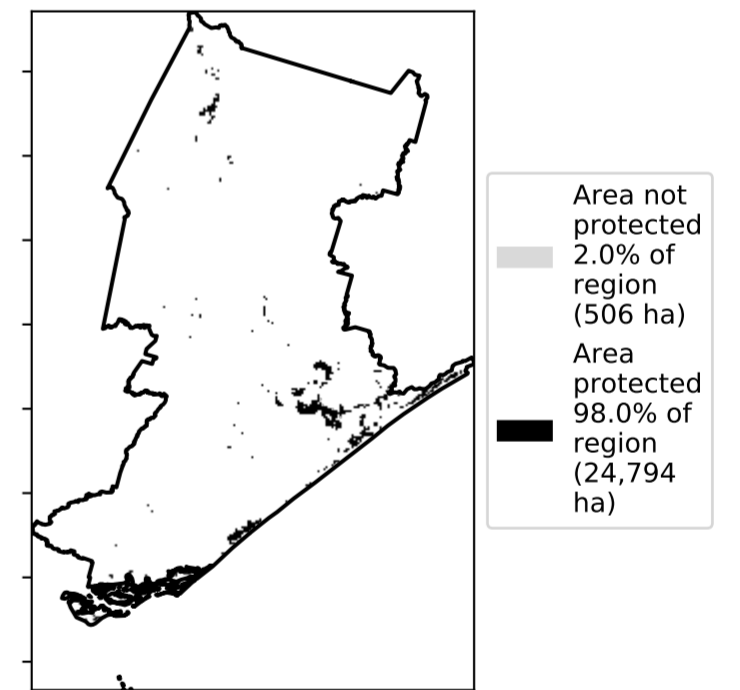 Area not
protected
2.0% of
region
(506 ha)
Area
protected
98.0% of
region
(24,794
ha)